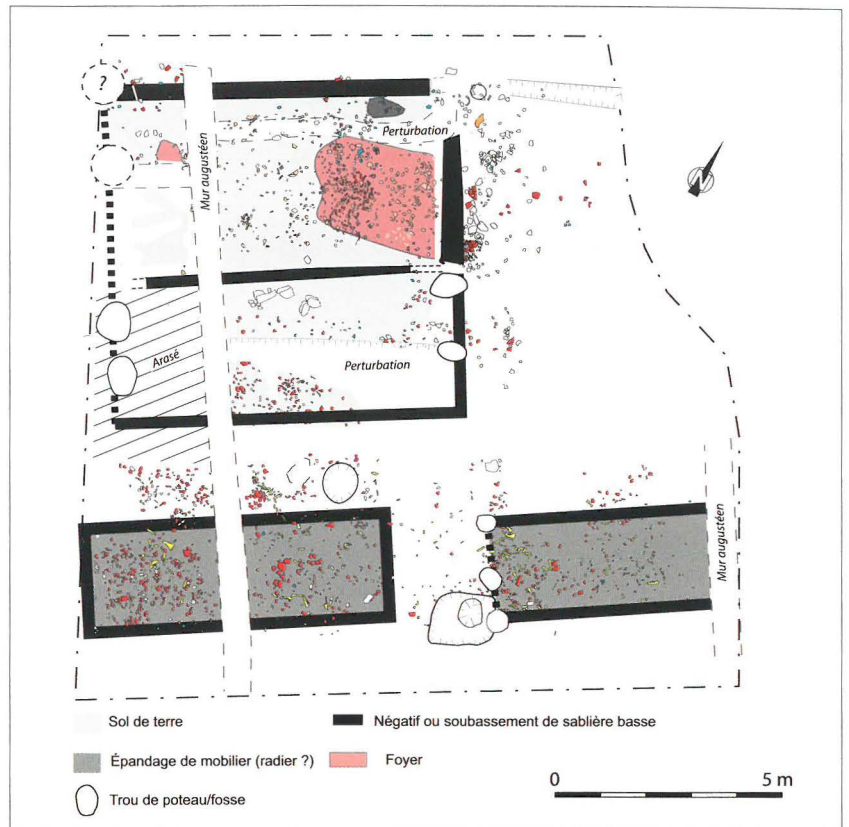 ?
Mur augustéen
Perturbation
N
Arasé
Perturbation
Mur augustéen
Sol de terre
Négatif ou soubassement de sablière basse
Épandage de mobilier (radier ?)
Foyer
Trou de poteau/fosse
0 5 m